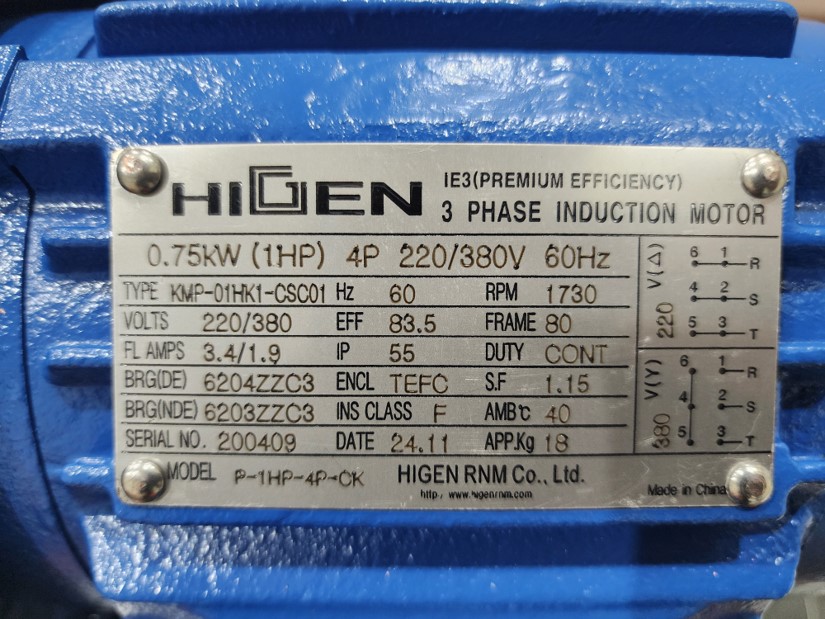 HIGEN IE3(PREMIUM EFFICIENCY)
3 PHASE INDUCTION MOTOR
0.75kW (1HP) 4P 220/380V 60Hz
TYPE KMP-01HK1-CSC01 Hz 60 RPM 1730
VOLTS 220/380 EFF 83.5 FRAME 80
FL AMPS 3.4/1.9 IP 55 DUTY CONT
BRG(DE) 6204ZZC3 ENCL TEFC S.F 1.15
BRG(NDE) 6203ZZC3 INS CLASS F AMB℃ 40
SERIAL NO. 200409 DATE 24.11 APP.Kg 18
220 V(Δ)
6 1 R
4 2 S
5 3 T
380 V(Y)
6 1 R
4 2 S
5 3 T
MODEL P-1HP-4P-CK HIGEN RNM Co., Ltd.
http://www.higenrnm.com
Made in China